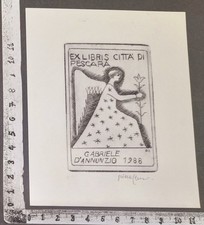 EX LIBRIS CITTÀ DI
PESCARA
GABRIELE
D'ANNUNZIO 1988